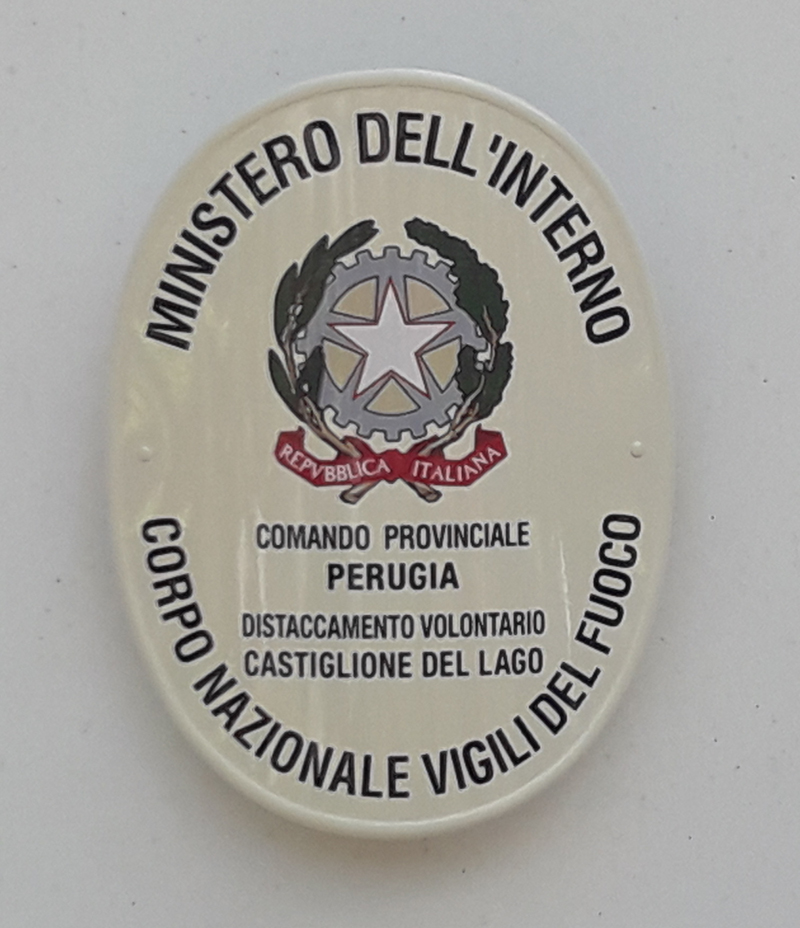 MINISTERO DELL'INTERNO
REPVBBLICA ITALIANA
COMANDO PROVINCIALE
PERUGIA
DISTACCAMENTO VOLONTARIO
CASTIGLIONE DEL LAGO
CORPO NAZIONALE VIGILI DEL FUOCO